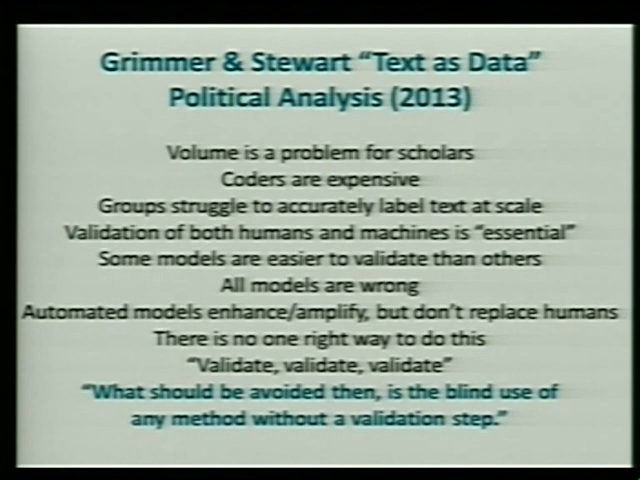 Grimmer & Stewart “Text as Data”
Political Analysis (2013)
Volume is a problem for scholars
Coders are expensive
Groups struggle to accurately label text at scale
Validation of both humans and machines is “essential”
Some models are easier to validate than others
All models are wrong
Automated models enhance/amplify, but don’t replace humans
There is no one right way to do this
“Validate, validate, validate”
“What should be avoided then, is the blind use of
any method without a validation step.”